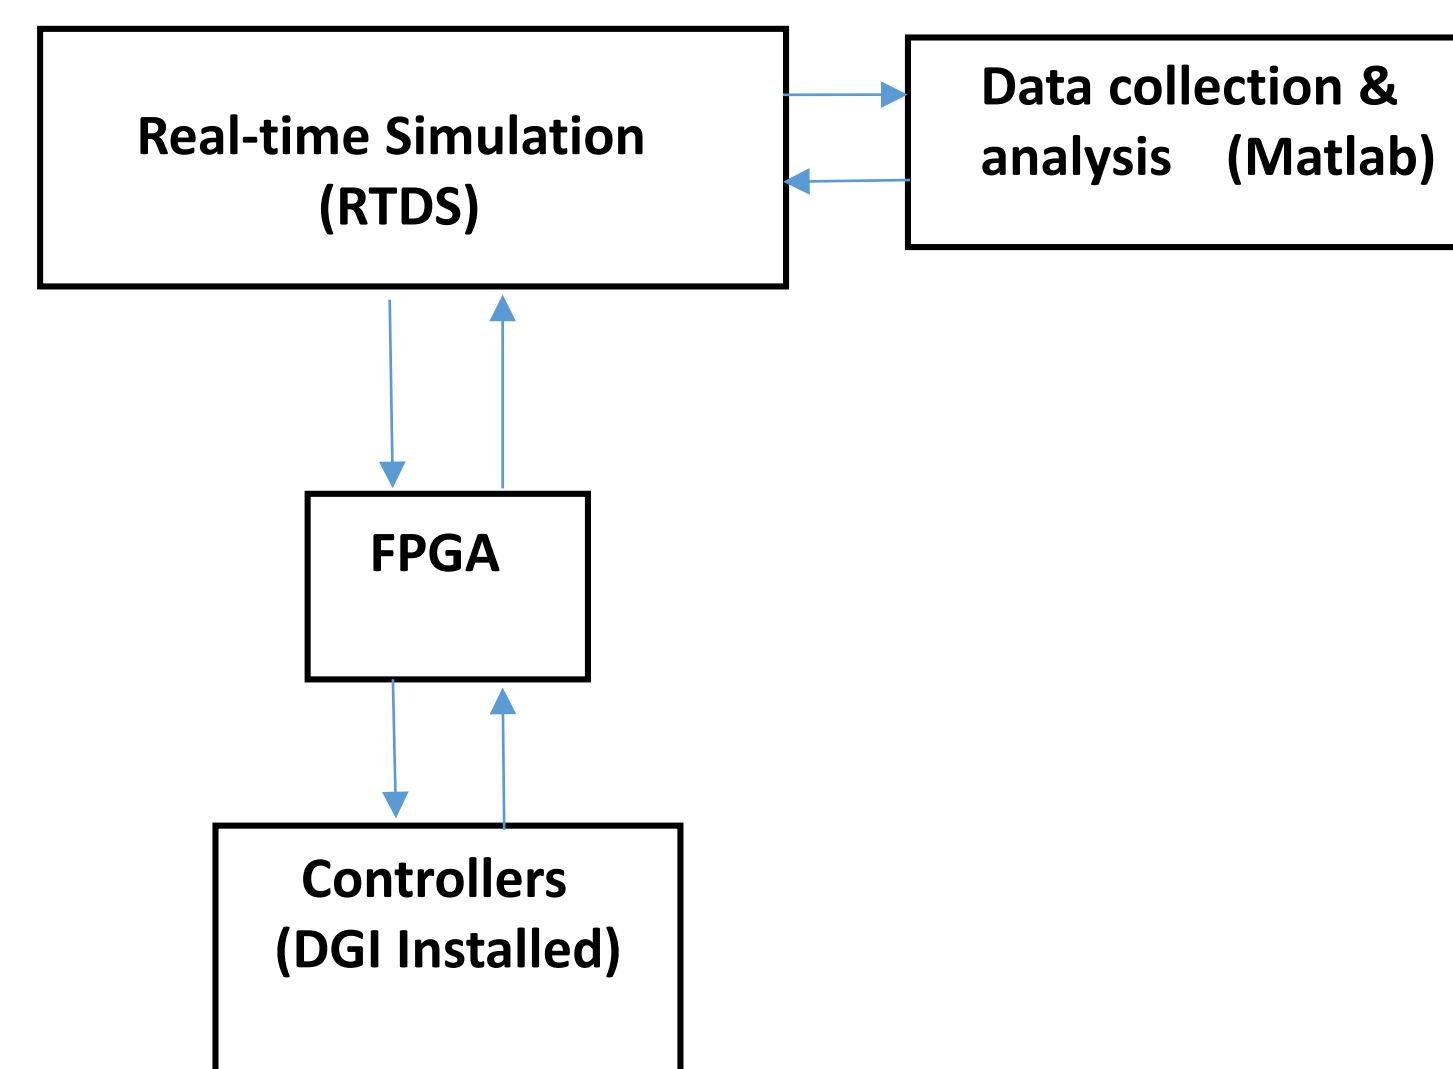 Real-time Simulation
(RTDS)
Data collection &
analysis (Matlab)
FPGA
Controllers
(DGI Installed)